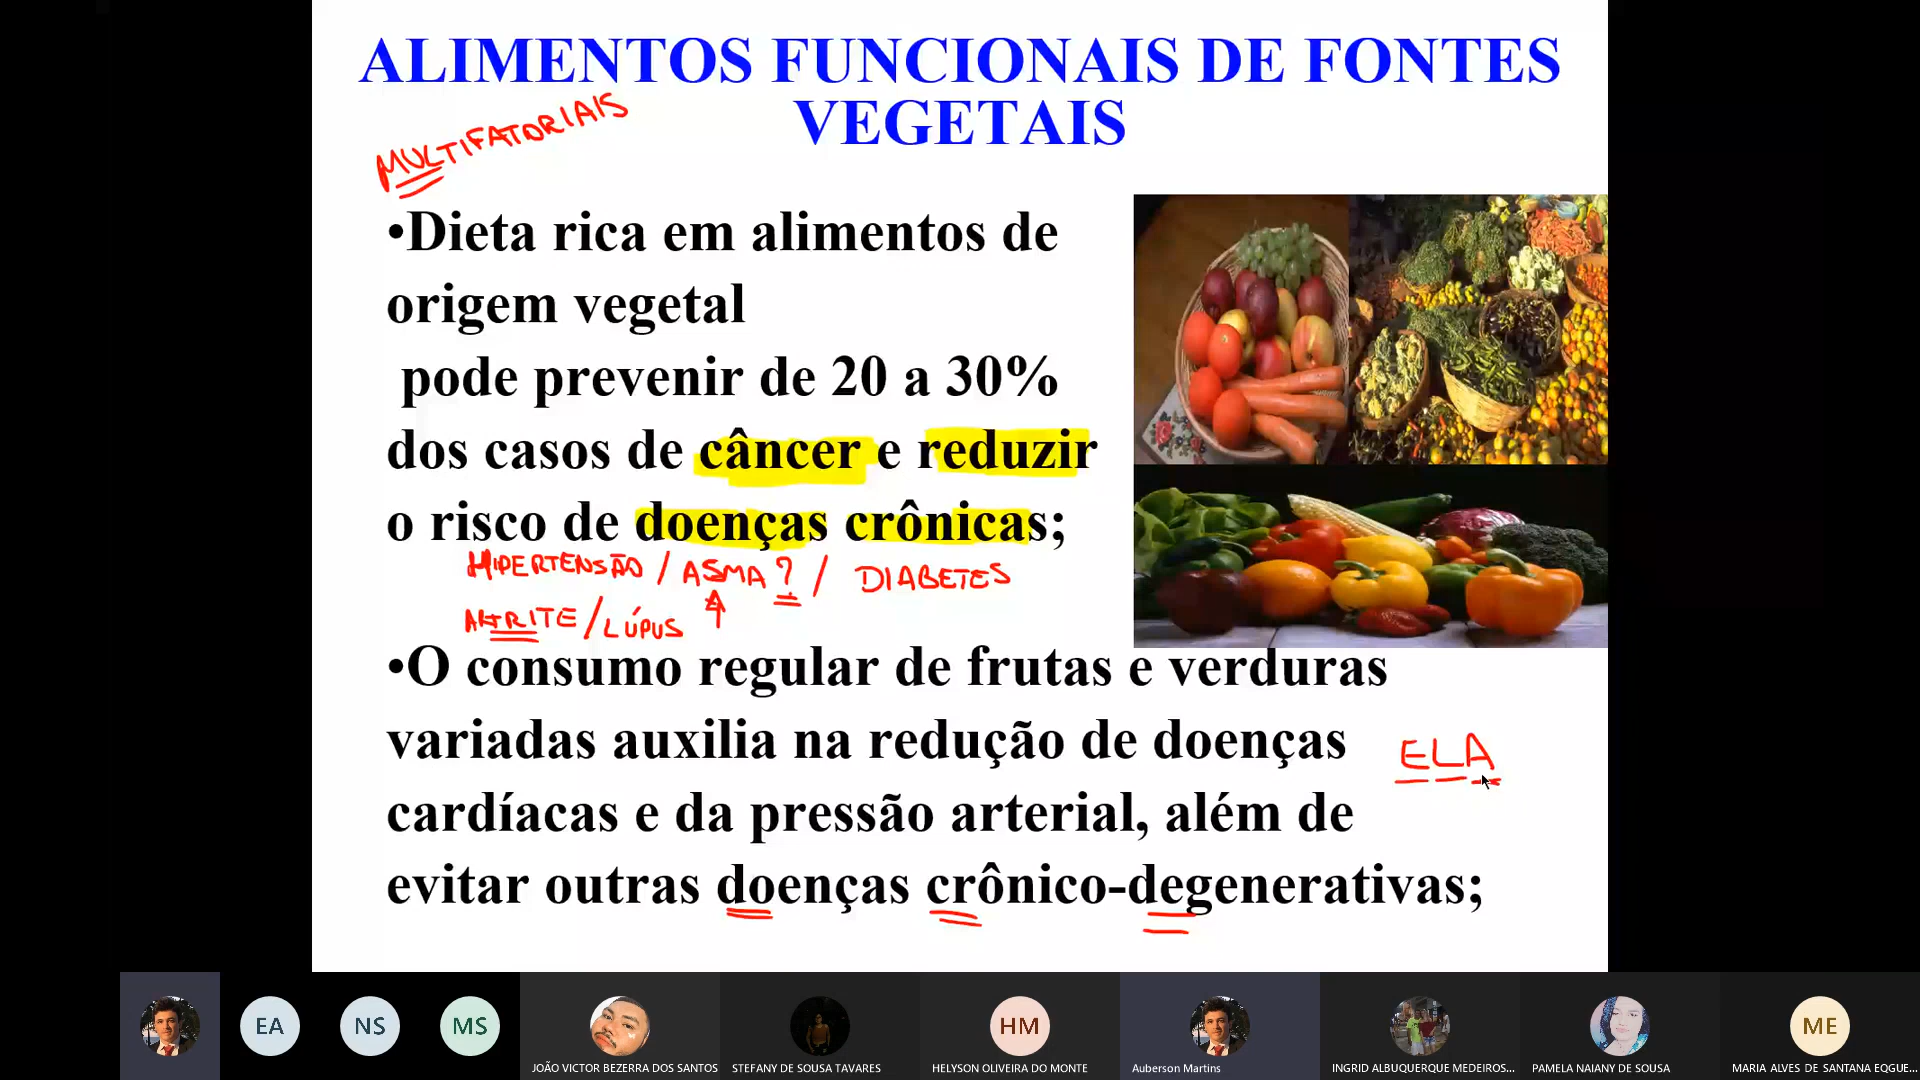 ALIMENTOS FUNCIONAIS DE FONTES
VEGETAIS
MULTIFATORIAIS
•Dieta rica em alimentos de
origem vegetal
pode prevenir de 20 a 30%
dos casos de câncer e reduzir
o risco de doenças crônicas;
HIPERTENSÃO / ASMA ? / DIABETES
ARTRITE / LÚPUS
•O consumo regular de frutas e verduras
variadas auxilia na redução de doenças
ELA
cardíacas e da pressão arterial, além de
evitar outras doenças crônico-degenerativas;
EA NS MS HM ME
JOÃO VICTOR BEZERRA DOS SANTOS STEFANY DE SOUSA TAVARES HELYSON OLIVEIRA DO MONTE Auberson Martins INGRID ALBUQUERQUE MEDEIROS... PAMELA NAIANY DE SOUSA MARIA ALVES DE SANTANA EQGUE...